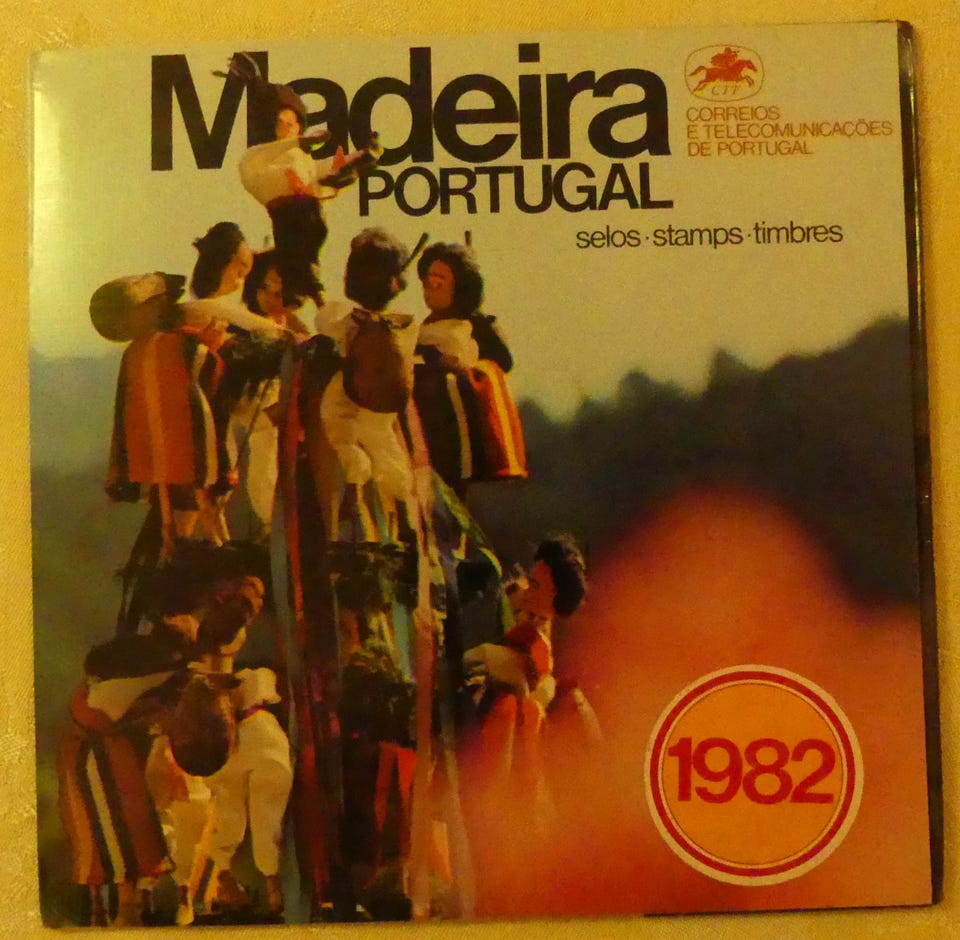 Madeira
PORTUGAL
selos · stamps · timbres
CTT
CORREIOS
E TELECOMUNICAÇÕES
DE PORTUGAL
1982